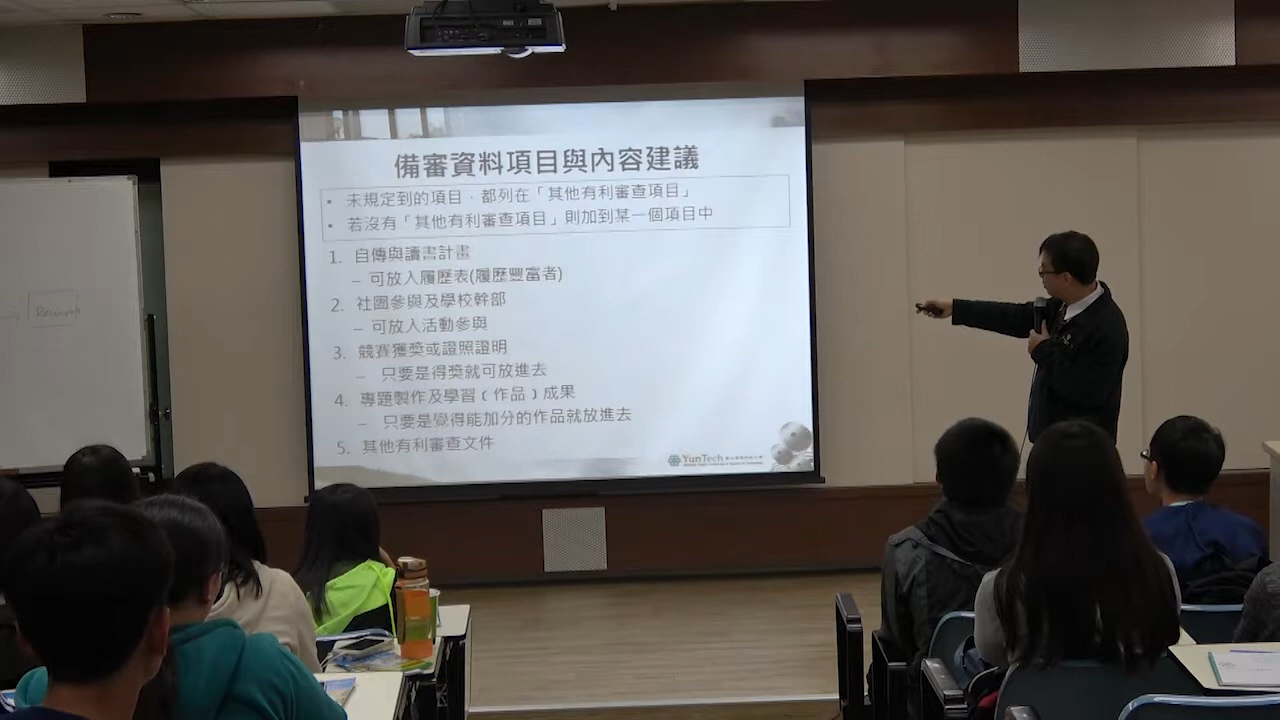 備審資料項目與內容建議
• 未規定到的項目，都列在「其他有利審查項目」
• 若沒有「其他有利審查項目」則加到某一個項目中
1. 自傳與讀書計畫
– 可放入履歷表(履歷豐富者)
2. 社團參與及學校幹部
– 可放入活動參與
3. 競賽獲獎或證照證明
– 只要是得獎就可放進去
4. 專題製作及學習﹝作品﹞成果
– 只要是覺得能加分的作品就放進去
5. 其他有利審查文件
YunTech